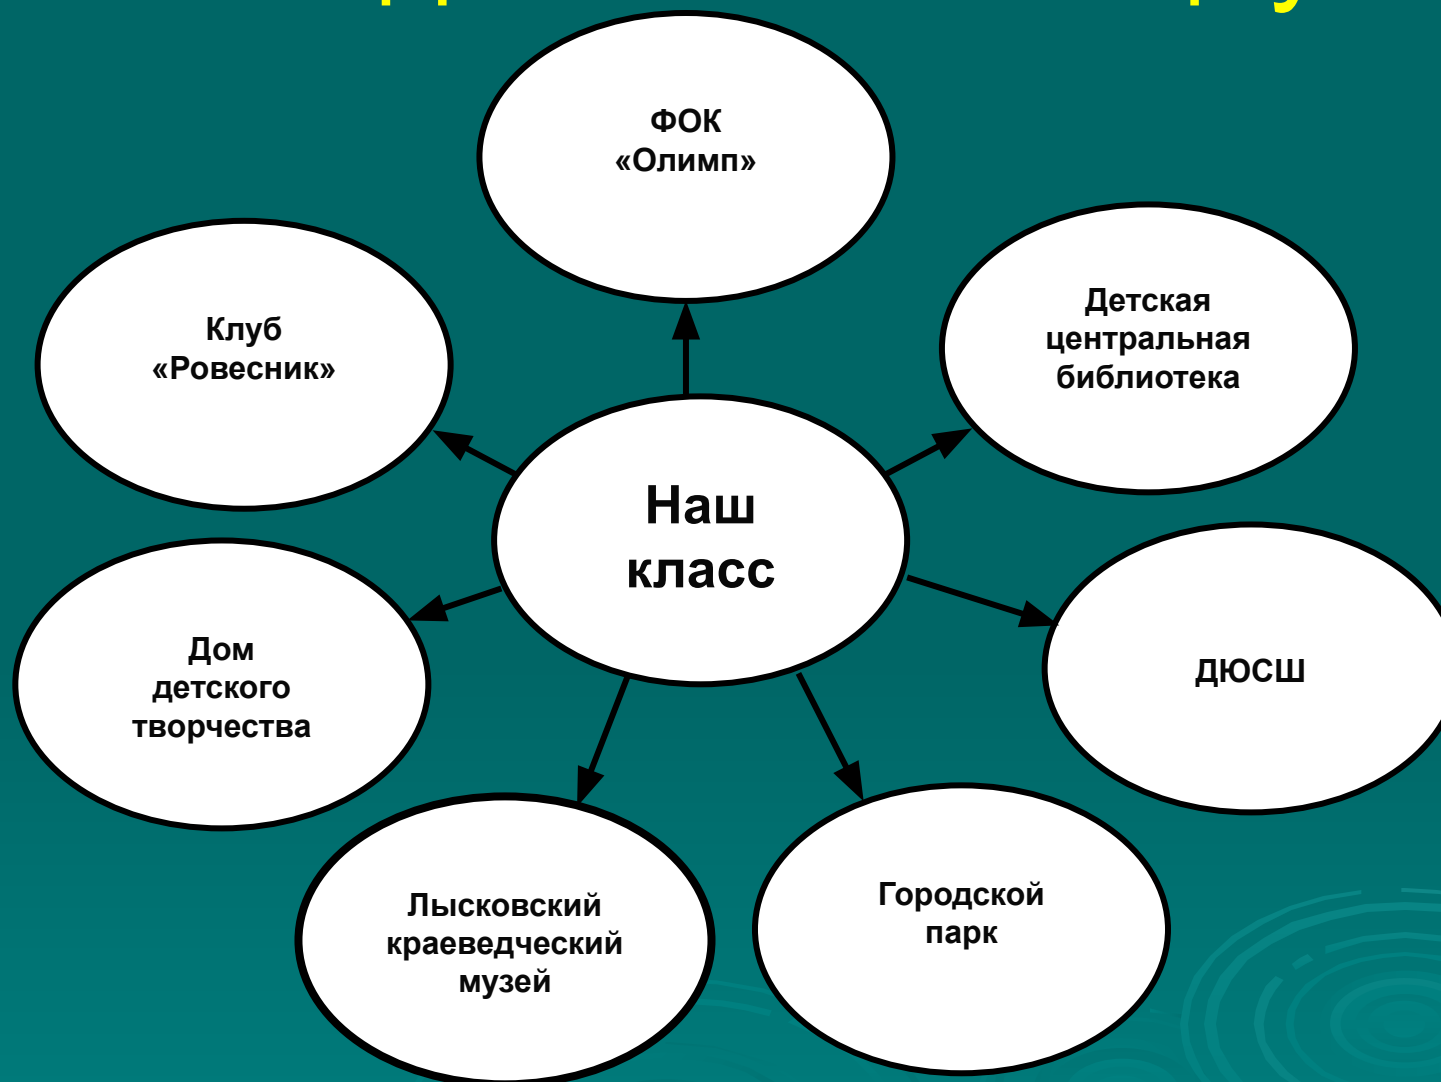 ФОК
«Олимп»
Клуб
«Ровесник»
Детская
центральная
библиотека
Наш
класс
Дом
детского
творчества
ДЮСШ
Лысковский
краеведческий
музей
Городской
парк